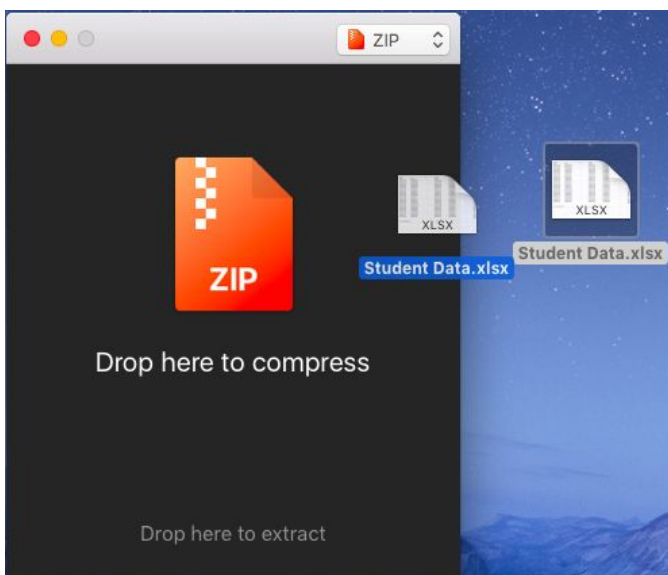 ZIP
ZIP
XLSX
Student Data.xlsx
XLSX
Student Data.xlsx
Drop here to compress
Drop here to extract